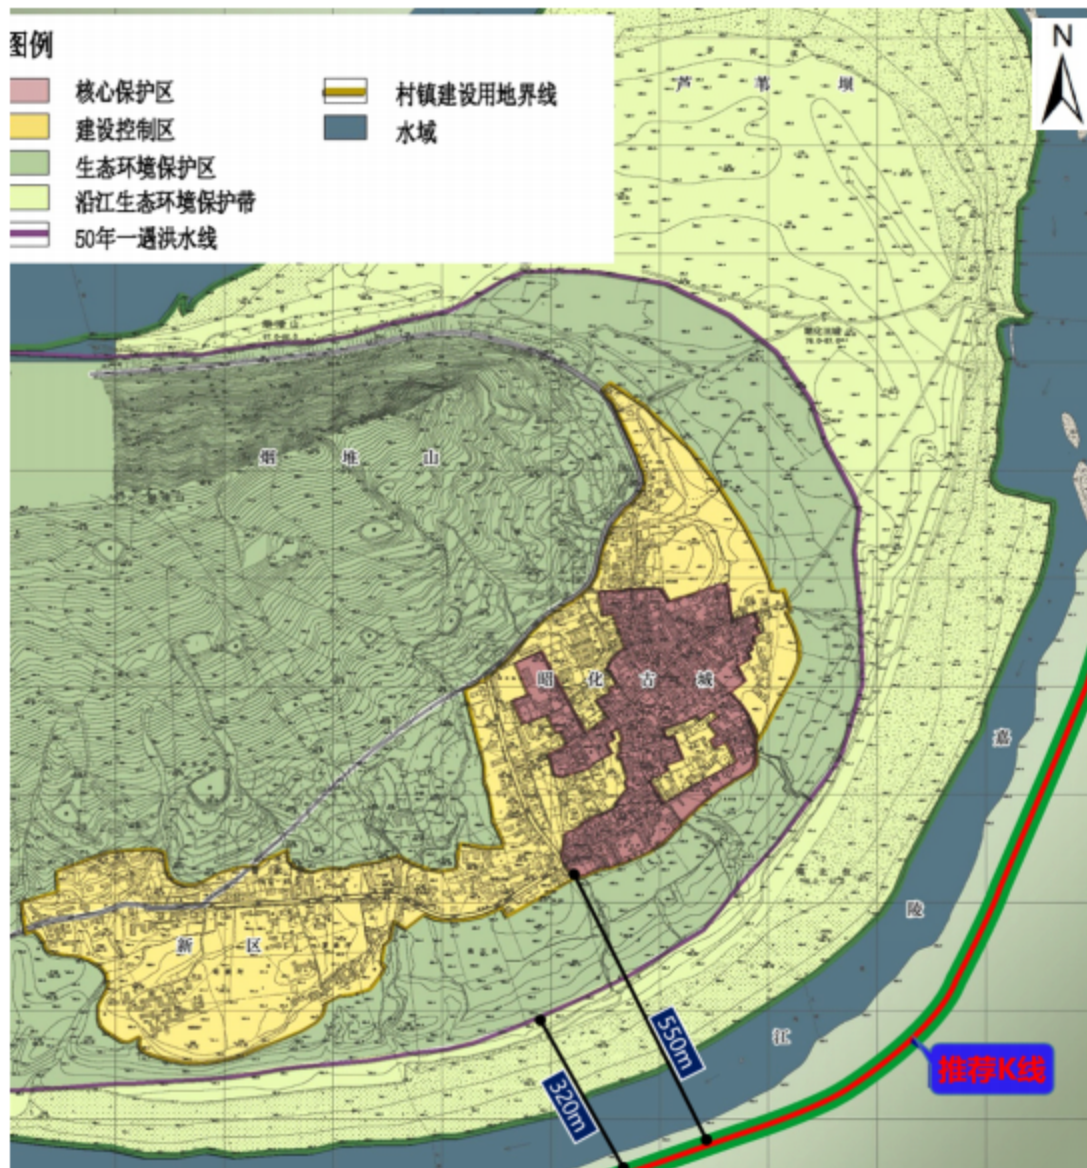 图例
核心保护区
建设控制区
生态环境保护区
沿江生态环境保护带
50年一遇洪水线
村镇建设用地界线
水域
N
芦苇坝
烟堆山
昭化古城
新区
嘉陵江
550m
320m
推荐K线